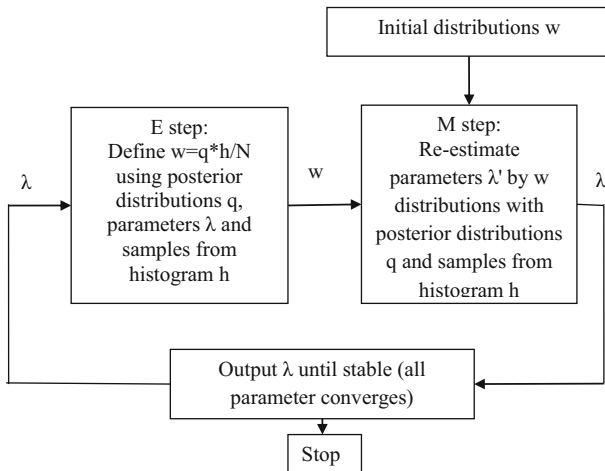 Initial distributions w
E step:
Define w=q*h/N
using posterior
distributions q,
parameters λ and
samples from
histogram h
M step:
Re-estimate
parameters λ' by w
distributions with
posterior distributions
q and samples from
histogram h
λ
w
λ
Output λ until stable (all
parameter converges)
Stop